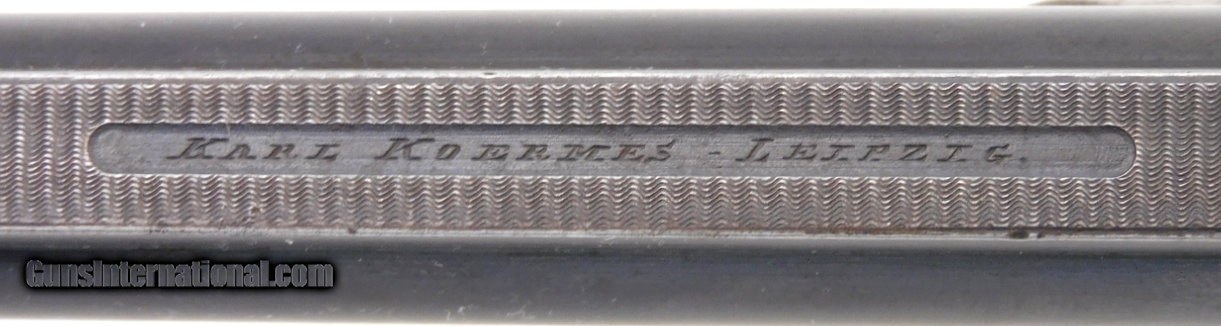 KARL KOERMES - LEIPZIG.
GunsInternational.com